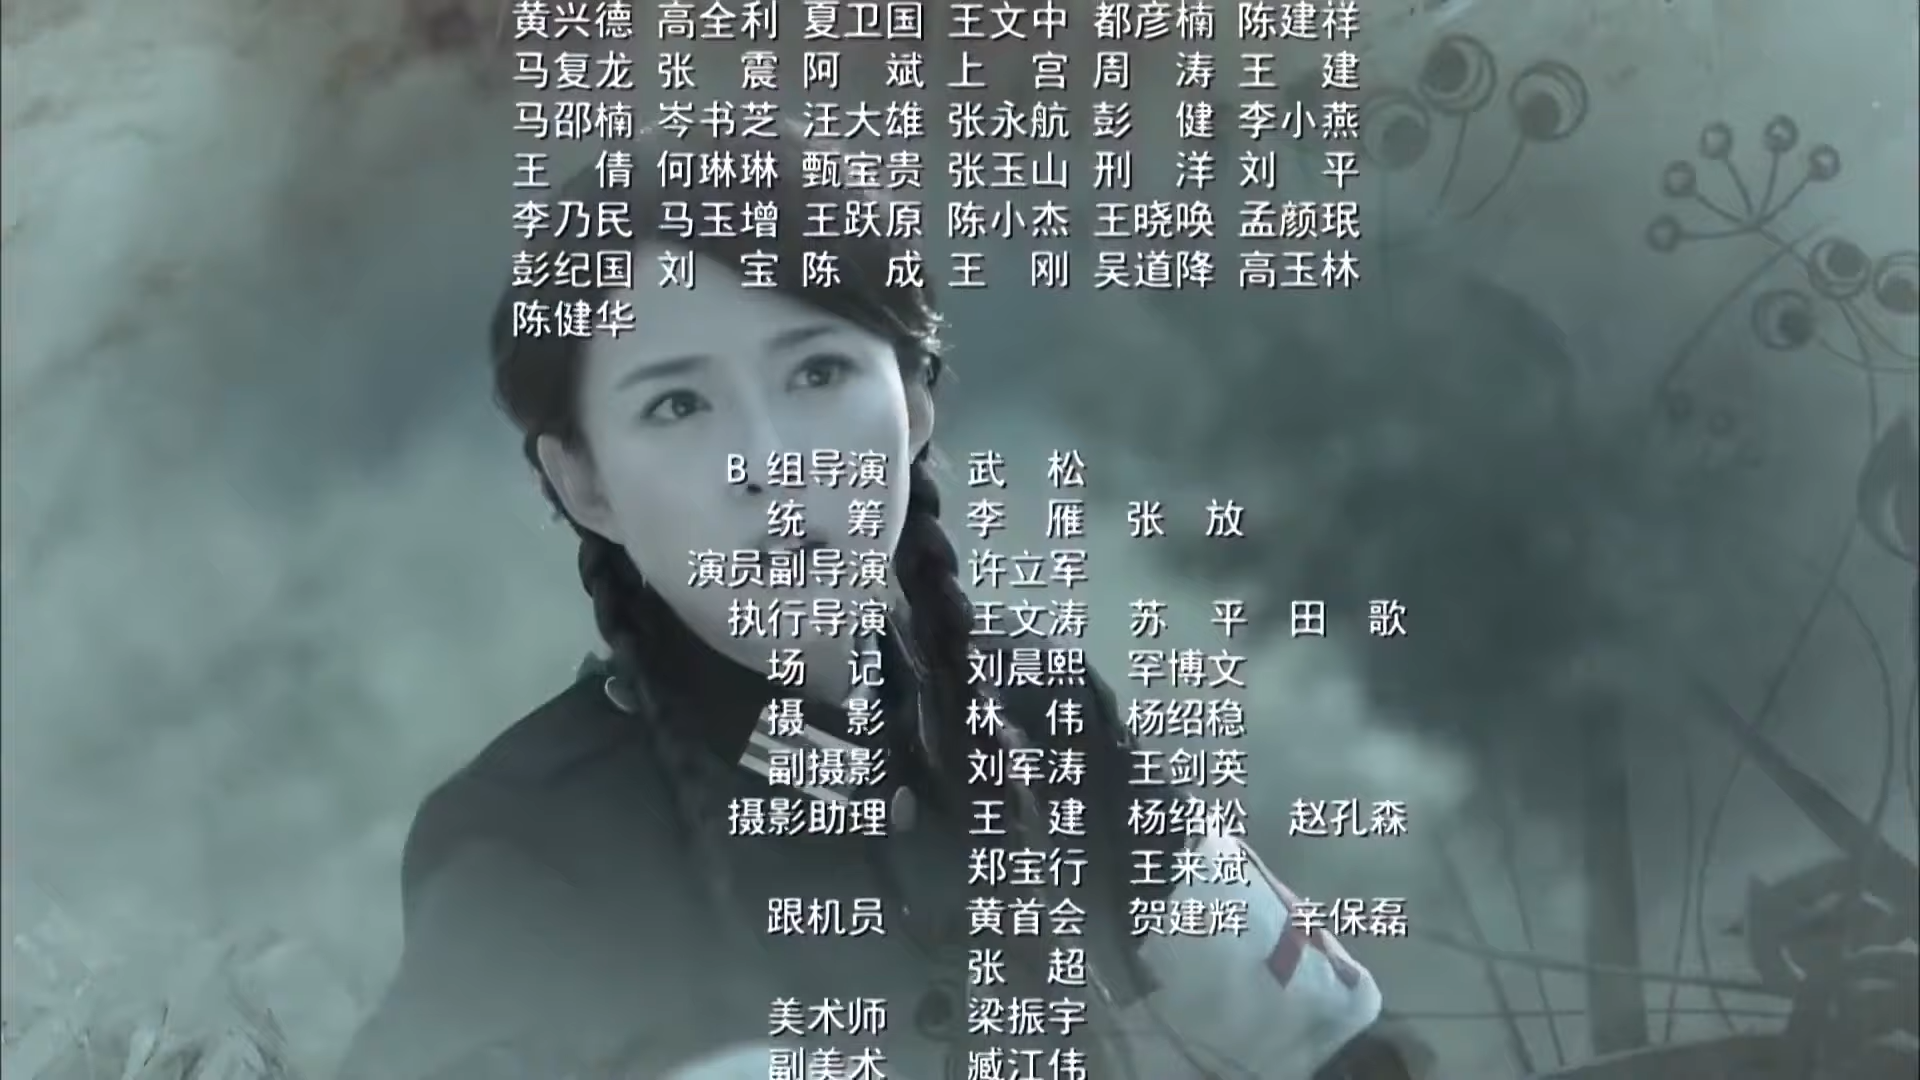 黄兴德 高全利 夏卫国 王文中 都彦楠 陈建祥
马复龙 张　震 阿　斌 上　宫 周　涛 王　建
马邵楠 岑书芝 汪大雄 张永航 彭　健 李小燕
王　倩 何琳琳 甄宝贵 张玉山 刑　洋 刘　平
李乃民 马玉增 王跃原 陈小杰 王晓唤 孟颜珉
彭纪国 刘　宝 陈　成 王　刚 吴道降 高玉林
陈健华
B 组导演　武　松
统　筹　李　雁　张　放
演员副导演　许立军
执行导演　王文涛　苏　平　田　歌
场　记　刘晨熙　罕博文
摄　影　林　伟　杨绍稳
副摄影　刘军涛　王剑英
摄影助理　王　建　杨绍松　赵孔森
郑宝行　王来斌
跟机员　黄首会　贺建辉　辛保磊
张　超
美术师　梁振宇
副美术　臧江伟